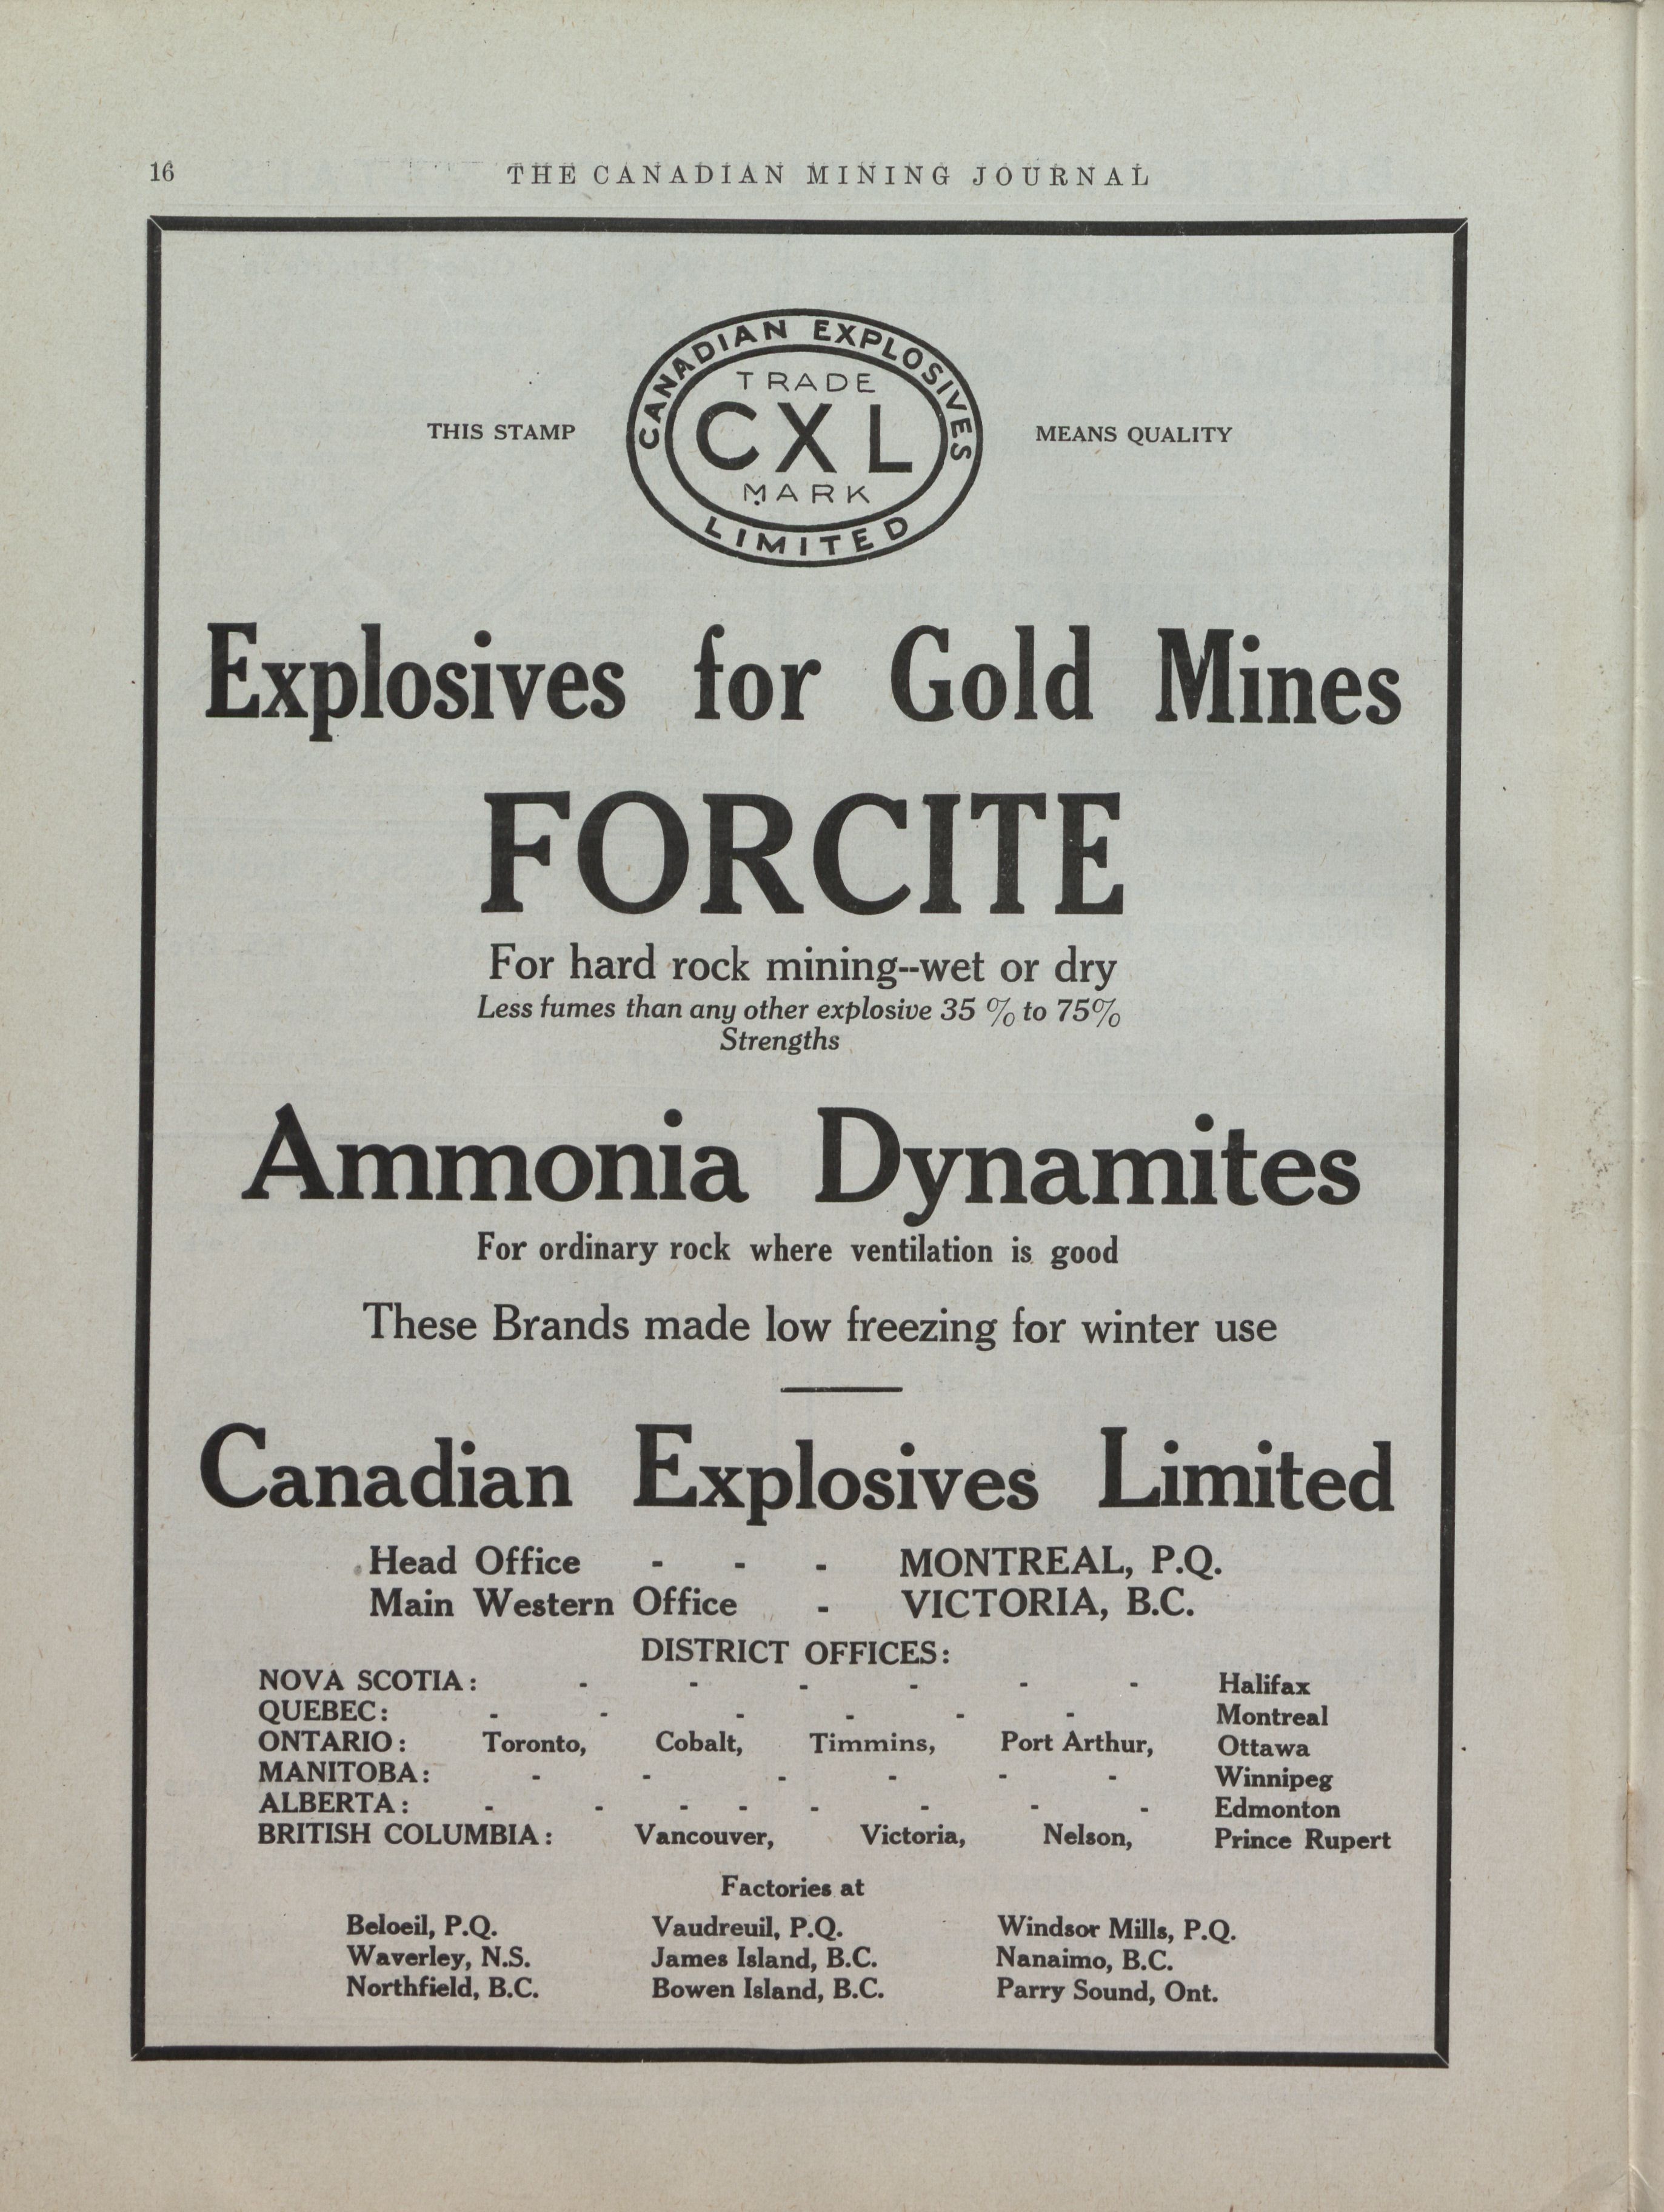 16 THE CANADIAN MINING JOURNAL
CANADIAN EXPLOSIVES
TRADE
THIS STAMP CXL MEANS QUALITY
MARK
LIMITED
Explosives for Gold Mines
FORCITE
For hard rock mining--wet or dry
Less fumes than any other explosive 35 % to 75%
Strengths
Ammonia Dynamites
For ordinary rock where ventilation is good
These Brands made low freezing for winter use
Canadian Explosives Limited
Head Office - - - MONTREAL, P.Q.
Main Western Office - VICTORIA, B.C.
DISTRICT OFFICES:
NOVA SCOTIA: - - - - - - Halifax
QUEBEC: - - - - - - Montreal
ONTARIO: Toronto, Cobalt, Timmins, Port Arthur, Ottawa
MANITOBA: - - - - - - Winnipeg
ALBERTA: - - - - - - - - Edmonton
BRITISH COLUMBIA: Vancouver, Victoria, Nelson, Prince Rupert
Factories at
Beloeil, P.Q. Vaudreuil, P.Q. Windsor Mills, P.Q.
Waverley, N.S. James Island, B.C. Nanaimo, B.C.
Northfield, B.C. Bowen Island, B.C. Parry Sound, Ont.